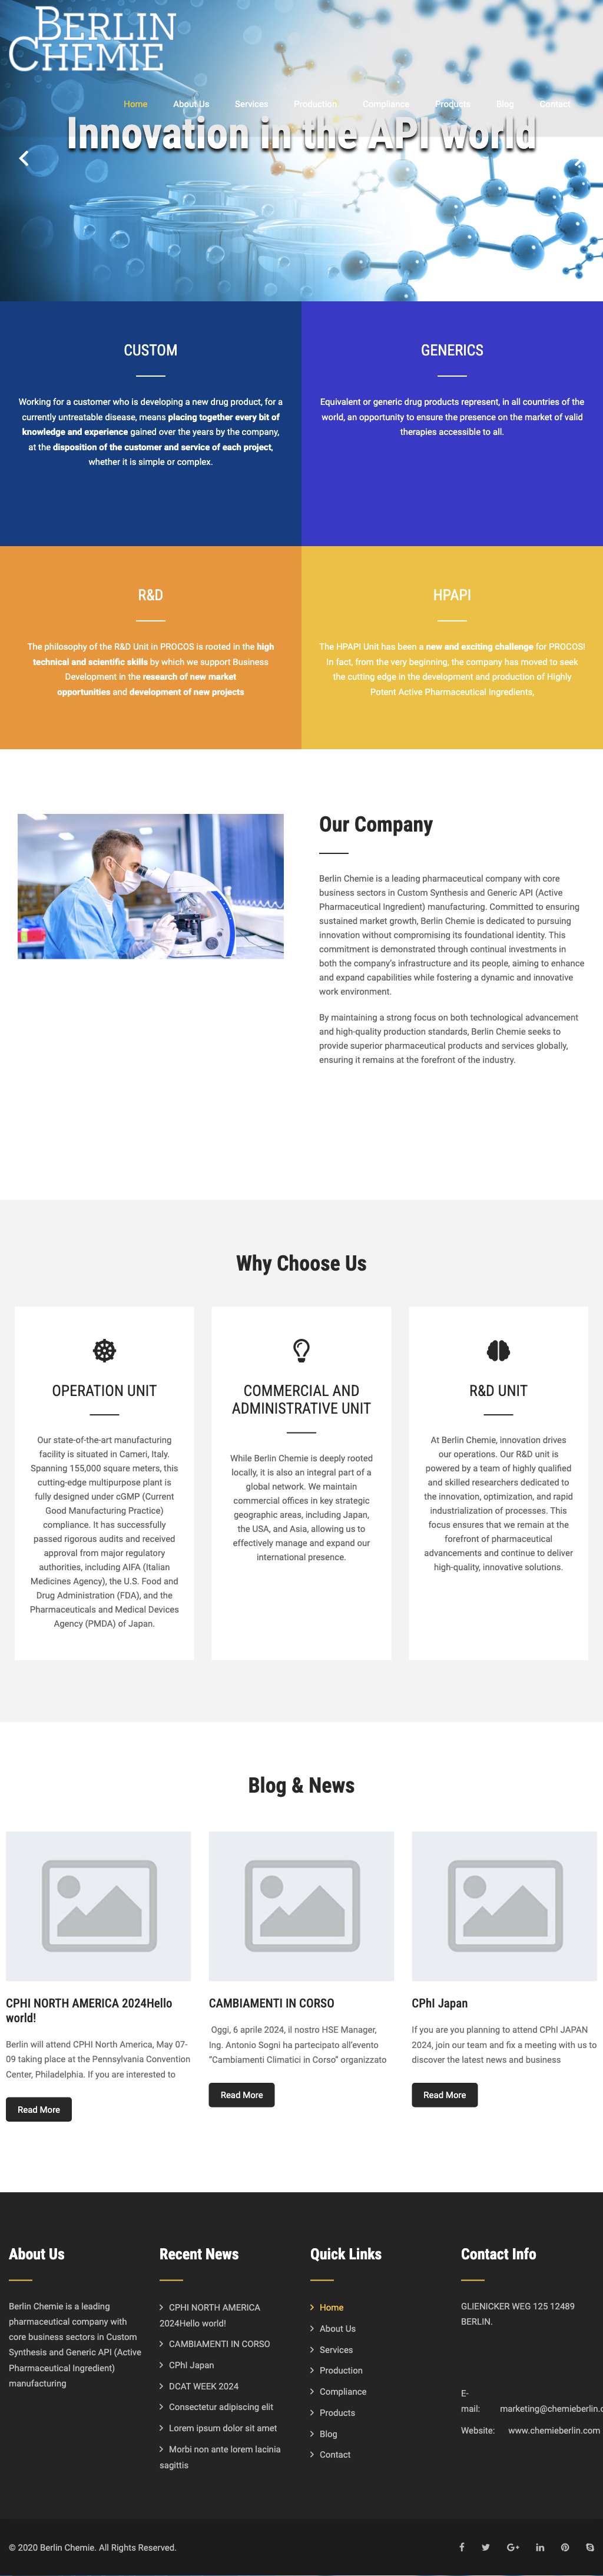 BERLIN
CHEMIE
Home
About Us
Services
Production
Compliance
Products
Blog
Contact
Innovation in the API world
CUSTOM
Working for a customer who is developing a new drug product, for a
currently untreatable disease, means placing together every bit of
knowledge and experience gained over the years by the company,
at the disposition of the customer and service of each project,
whether it is simple or complex.
GENERICS
Equivalent or generic drug products represent, in all countries of the
world, an opportunity to ensure the presence on the market of valid
therapies accessible to all.
R&D
The philosophy of the R&D Unit in PROCOS is rooted in the high
technical and scientific skills by which we support Business
Development in the research of new market
opportunities and development of new projects
HPAPI
The HPAPI Unit has been a new and exciting challenge for PROCOS!
In fact, from the very beginning, the company has moved to seek
the cutting edge in the development and production of Highly
Potent Active Pharmaceutical Ingredients,
Our Company
Berlin Chemie is a leading pharmaceutical company with core
business sectors in Custom Synthesis and Generic API (Active
Pharmaceutical Ingredient) manufacturing. Committed to ensuring
sustained market growth, Berlin Chemie is dedicated to pursuing
innovation without compromising its foundational identity. This
commitment is demonstrated through continual investments in
both the company's infrastructure and its people, aiming to enhance
and expand capabilities while fostering a dynamic and innovative
work environment.
By maintaining a strong focus on both technological advancement
and high-quality production standards, Berlin Chemie seeks to
provide superior pharmaceutical products and services globally,
ensuring it remains at the forefront of the industry.
Why Choose Us
OPERATION UNIT
Our state-of-the-art manufacturing
facility is situated in Cameri, Italy.
Spanning 155,000 square meters, this
cutting-edge multipurpose plant is
fully designed under cGMP (Current
Good Manufacturing Practice)
compliance. It has successfully
passed rigorous audits and received
approval from major regulatory
authorities, including AIFA (Italian
Medicines Agency), the U.S. Food and
Drug Administration (FDA), and the
Pharmaceuticals and Medical Devices
Agency (PMDA) of Japan.
COMMERCIAL AND
ADMINISTRATIVE UNIT
While Berlin Chemie is deeply rooted
locally, it is also an integral part of a
global network. We maintain
commercial offices in key strategic
geographic areas, including Japan,
the USA, and Asia, allowing us to
effectively manage and expand our
international presence.
R&D UNIT
At Berlin Chemie, innovation drives
our operations. Our R&D unit is
powered by a team of highly qualified
and skilled researchers dedicated to
the innovation, optimization, and rapid
industrialization of processes. This
focus ensures that we remain at the
forefront of pharmaceutical
advancements and continue to deliver
high-quality, innovative solutions.
Blog & News
CPHI NORTH AMERICA 2024Hello
world!
Berlin will attend CPHI North America, May 07-
09 taking place at the Pennsylvania Convention
Center, Philadelphia. If you are interested to
Read More
CAMBIAMENTI IN CORSO
Oggi, 6 aprile 2024, il nostro HSE Manager,
Ing. Antonio Sogni ha partecipato all'evento
"Cambiamenti Climatici in Corso" organizzato
Read More
CPhI Japan
If you are you planning to attend CPhI JAPAN
2024, join our team and fix a meeting with us to
discover the latest news and business
Read More
About Us
Berlin Chemie is a leading
pharmaceutical company with
core business sectors in Custom
Synthesis and Generic API (Active
Pharmaceutical Ingredient)
manufacturing
Recent News
CPHI NORTH AMERICA
2024Hello world!
CAMBIAMENTI IN CORSO
CPhI Japan
DCAT WEEK 2024
Consectetur adipiscing elit
Lorem ipsum dolor sit amet
Morbi non ante lorem lacinia
sagittis
Quick Links
Home
About Us
Services
Production
Compliance
Products
Blog
Contact
Contact Info
GLIENICKER WEG 125 12489
BERLIN.
E-
mail: marketing@chemieberlin.c
Website: www.chemieberlin.com
© 2020 Berlin Chemie. All Rights Reserved.